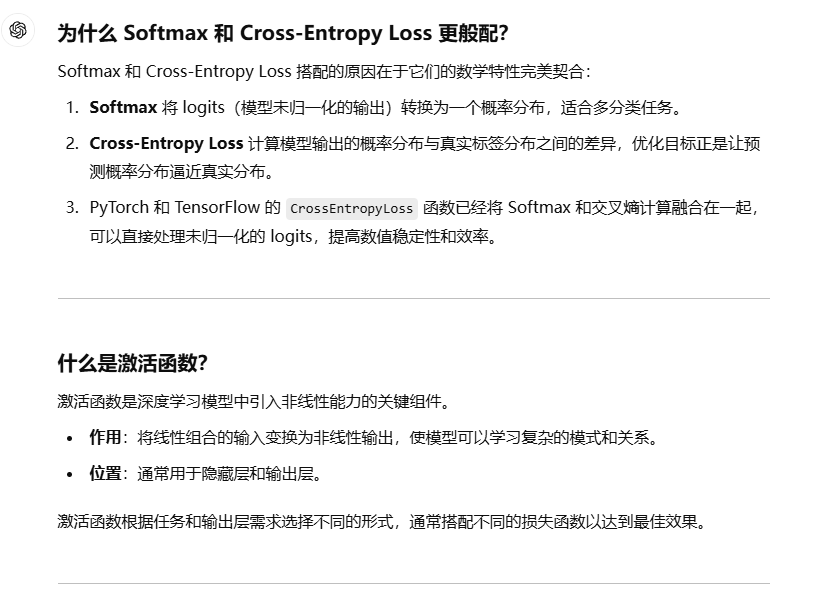 为什么 Softmax 和 Cross-Entropy Loss 更般配？
Softmax 和 Cross-Entropy Loss 搭配的原因在于它们的数学特性完美契合：
1. Softmax 将 logits（模型未归一化的输出）转换为一个概率分布，适合多分类任务。
2. Cross-Entropy Loss 计算模型输出的概率分布与真实标签分布之间的差异，优化目标正是让预
测概率分布逼近真实分布。
3. PyTorch 和 TensorFlow 的 CrossEntropyLoss 函数已经将 Softmax 和交叉熵计算融合在一起，
可以直接处理未归一化的 logits，提高数值稳定性和效率。
什么是激活函数？
激活函数是深度学习模型中引入非线性能力的关键组件。
• 作用：将线性组合的输入变换为非线性输出，使模型可以学习复杂的模式和关系。
• 位置：通常用于隐藏层和输出层。
激活函数根据任务和输出层需求选择不同的形式，通常搭配不同的损失函数以达到最佳效果。